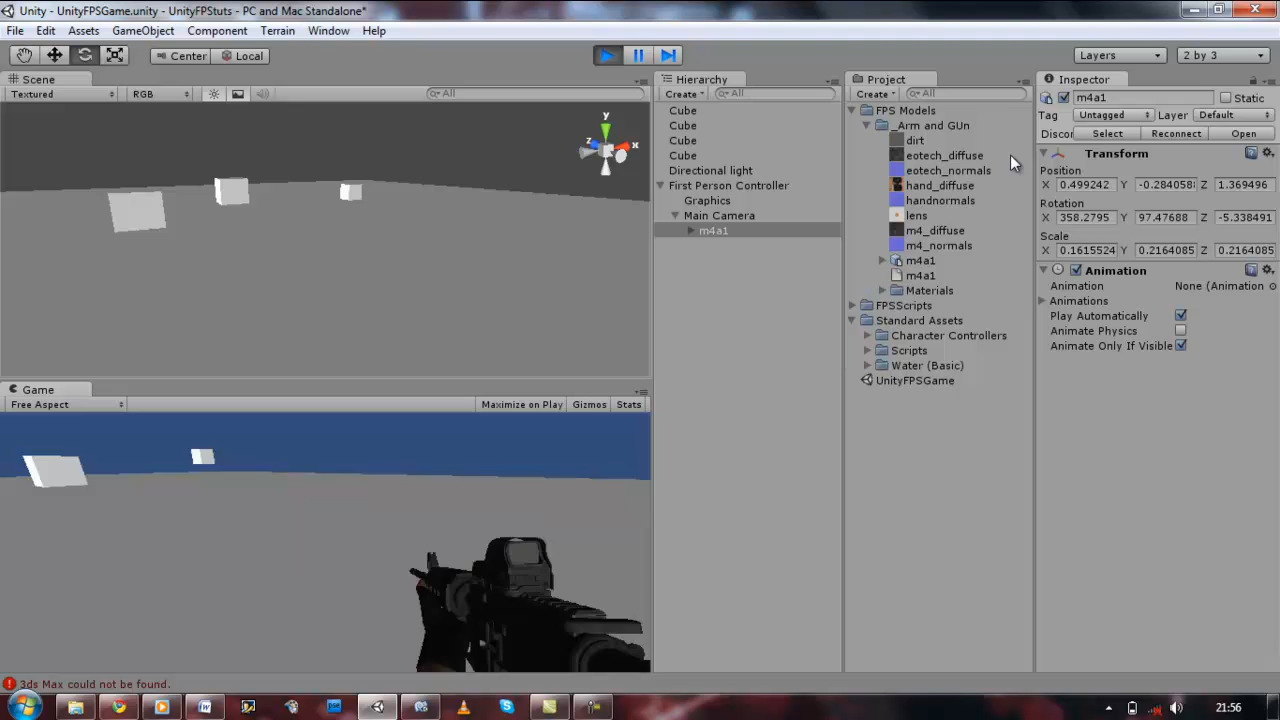 Unity - UnityFPSGame.unity - UnityFPStuts - PC and Mac Standalone*
File Edit Assets GameObject Component Terrain Window Help
Center Local Layers 2 by 3
Scene
Textured RGB All
y
z
x
Game
Free Aspect Maximize on Play Gizmos Stats
Hierarchy
Create All
Cube
Cube
Cube
Cube
Directional light
First Person Controller
Graphics
Main Camera
m4a1
Project
Create All
FPS Models
_Arm and GUn
dirt
eotech_diffuse
eotech_normals
hand_diffuse
handnormals
lens
m4_diffuse
m4_normals
m4a1
m4a1
Materials
FPSScripts
Standard Assets
Character Controllers
Scripts
Water (Basic)
UnityFPSGame
Inspector
m4a1 Static
Tag Untagged Layer Default
Discor Select Reconnect Open
Transform
Position
X 0.499242 Y -0.284058 Z 1.369496
Rotation
X 358.2795 Y 97.47688 Z -5.338491
Scale
X 0.1615524 Y 0.2164085 Z 0.2164085
Animation
Animation None (Animation
Animations
Play Automatically
Animate Physics
Animate Only If Visible
3ds Max could not be found.
21:56